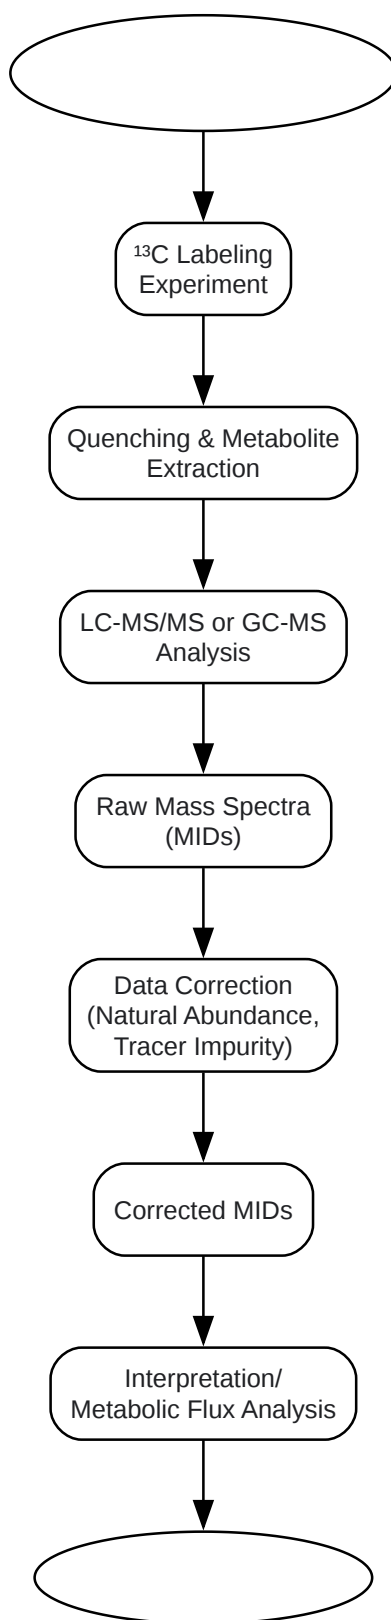 ¹³C Labeling
Experiment
Quenching & Metabolite
Extraction
LC-MS/MS or GC-MS
Analysis
Raw Mass Spectra
(MIDs)
Data Correction
(Natural Abundance,
Tracer Impurity)
Corrected MIDs
Interpretation/
Metabolic Flux Analysis